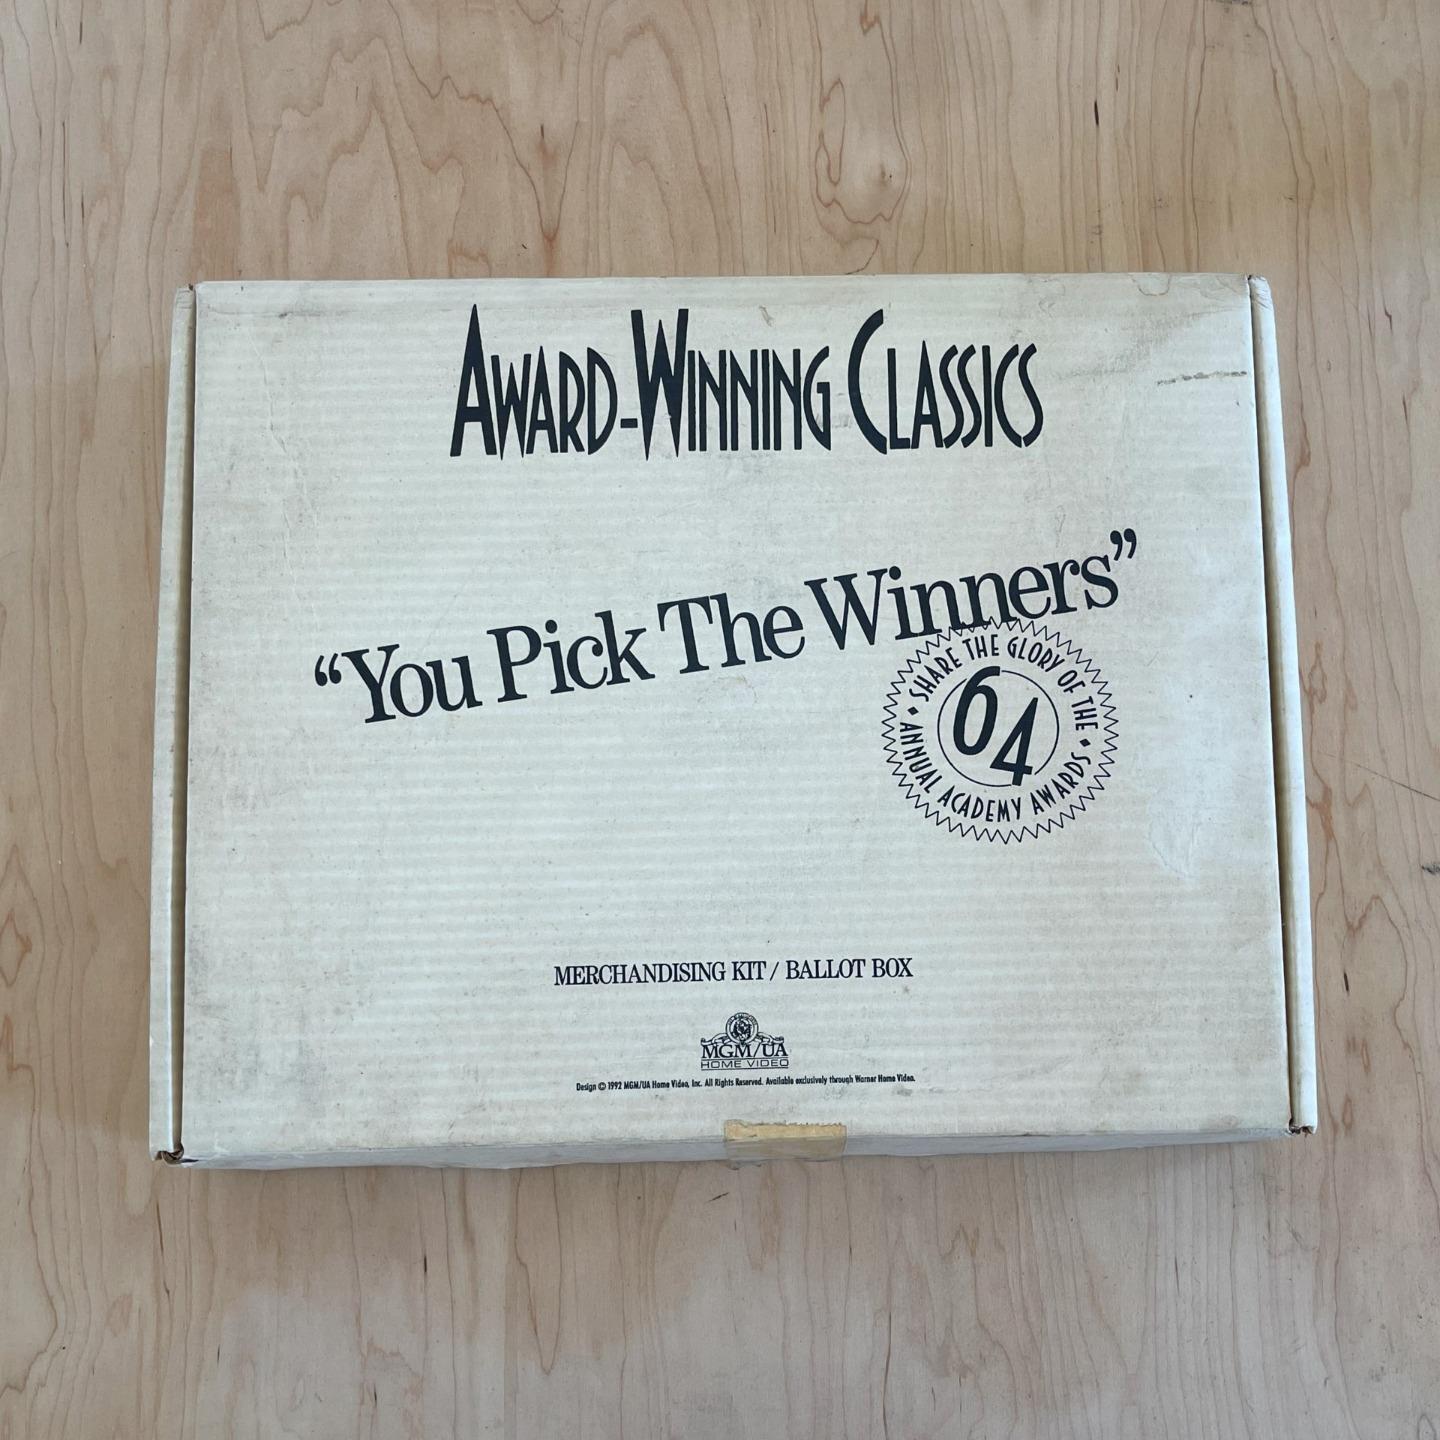 AWARD-WINNING CLASSICS
“You Pick The Winners”
SHARE THE GLORY OF THE
64
ANNUAL ACADEMY AWARDS
MERCHANDISING KIT / BALLOT BOX
MGM/UA
HOME VIDEO
Design © 1992 MGM/UA Home Video, Inc. All Rights Reserved. Available exclusively through Warner Home Video.